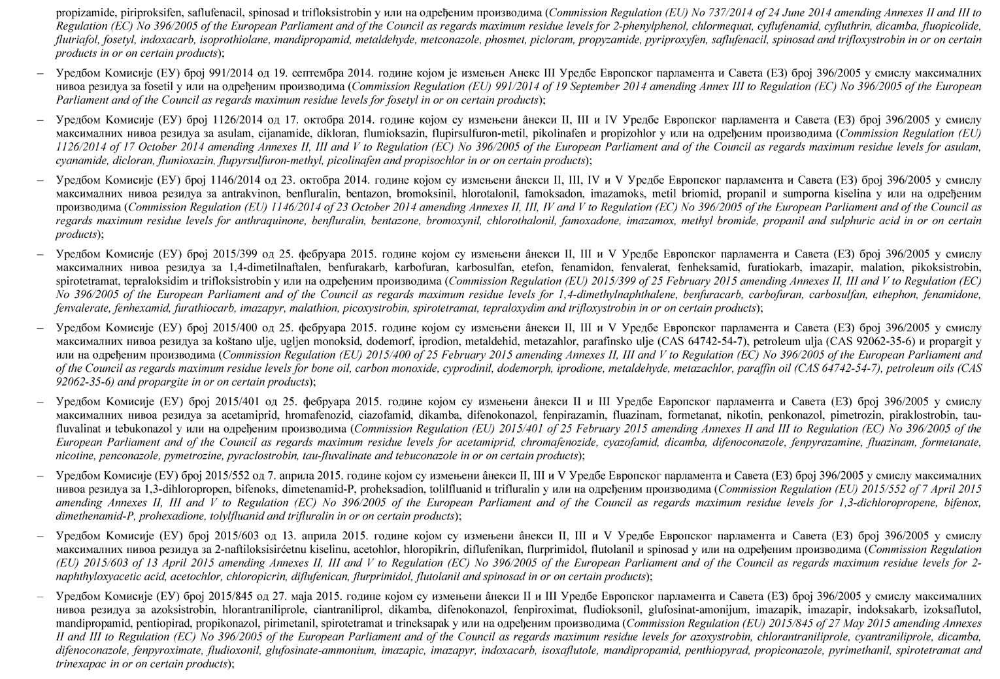 propizamide, piriproksifen, saflufenacil, spinosad и trifloksistrobin у или на одређеним производима (Commission Regulation (EU) No 737/2014 of 24 June 2014 amending Annexes II and III to
Regulation (EC) No 396/2005 of the European Parliament and of the Council as regards maximum residue levels for 2-phenylphenol, chlormequat, cyflufenamid, cyfluthrin, dicamba, fluopicolide,
flutriafol, fosetyl, indoxacarb, isoprothiolane, mandipropamid, metaldehyde, metconazole, phosmet, picloram, propyzamide, pyriproxyfen, saflufenacil, spinosad and trifloxystrobin in or on certain
products in or on certain products);
– Уредбом Комисије (ЕУ) број 991/2014 од 19. септембра 2014. године којом је измењен Анекс III Уредбе Европског парламента и Савета (ЕЗ) број 396/2005 у смислу максималних
нивоа резидуа за fosetil у или на одређеним производима (Commission Regulation (EU) 991/2014 of 19 September 2014 amending Annex III to Regulation (EC) No 396/2005 of the European
Parliament and of the Council as regards maximum residue levels for fosetyl in or on certain products);
– Уредбом Комисије (ЕУ) број 1126/2014 од 17. октобра 2014. године којом су измењени âнекси II, III и IV Уредбе Европског парламента и Савета (ЕЗ) број 396/2005 у смислу
максималних нивоа резидуа за asulam, cijanamide, dikloran, flumioksazin, flupirsulfuron-metil, pikolinafen и propizohlor у или на одређеним производима (Commission Regulation (EU)
1126/2014 of 17 October 2014 amending Annexes II, III and V to Regulation (EC) No 396/2005 of the European Parliament and of the Council as regards maximum residue levels for asulam,
cyanamide, dicloran, flumioxazin, flupyrsulfuron-methyl, picolinafen and propisochlor in or on certain products);
– Уредбом Комисије (ЕУ) број 1146/2014 од 23. октобра 2014. године којом су измењени âнекси II, III, IV и V Уредбе Европског парламента и Савета (ЕЗ) број 396/2005 у смислу
максималних нивоа резидуа за antrakvinon, benfluralin, bentazon, bromoksinil, hlorotalonil, famoksadon, imazamoks, metil briomid, propanil и sumporna kiselina у или на одређеним
производима (Commission Regulation (EU) 1146/2014 of 23 October 2014 amending Annexes II, III, IV and V to Regulation (EC) No 396/2005 of the European Parliament and of the Council as
regards maximum residue levels for anthraquinone, benfluralin, bentazone, bromoxynil, chlorothalonil, famoxadone, imazamox, methyl bromide, propanil and sulphuric acid in or on certain
products);
– Уредбом Комисије (ЕУ) број 2015/399 од 25. фебруара 2015. године којом су измењени âнекси II, III и V Уредбе Европског парламента и Савета (ЕЗ) број 396/2005 у смислу
максималних нивоа резидуа за 1,4-dimetilnaftalen, benfurakarb, karbofuran, karbosulfan, etefon, fenamidon, fenvalerat, fenheksamid, furatiokarb, imazapir, malation, pikoksistrobin,
spirotetramat, tepraloksidim и trifloksistrobin у или на одређеним производима (Commission Regulation (EU) 2015/399 of 25 February 2015 amending Annexes II, III and V to Regulation (EC)
No 396/2005 of the European Parliament and of the Council as regards maximum residue levels for 1,4-dimethylnaphthalene, benfuracarb, carbofuran, carbosulfan, ethephon, fenamidone,
fenvalerate, fenhexamid, furathiocarb, imazapyr, malathion, picoxystrobin, spirotetramat, tepraloxydim and trifloxystrobin in or on certain products);
– Уредбом Комисије (ЕУ) број 2015/400 од 25. фебруара 2015. године којом су измењени âнекси II, III и V Уредбе Европског парламента и Савета (ЕЗ) број 396/2005 у смислу
максималних нивоа резидуа за koštano ulje, ugljen monoksid, dodemorf, iprodion, metaldehid, metazahlor, parafinsko ulje (CAS 64742-54-7), petroleum ulja (CAS 92062-35-6) и propargit у
или на одређеним производима (Commission Regulation (EU) 2015/400 of 25 February 2015 amending Annexes II, III and V to Regulation (EC) No 396/2005 of the European Parliament and
of the Council as regards maximum residue levels for bone oil, carbon monoxide, cyprodinil, dodemorph, iprodione, metaldehyde, metazachlor, paraffin oil (CAS 64742-54-7), petroleum oils (CAS
92062-35-6) and propargite in or on certain products);
– Уредбом Комисије (ЕУ) број 2015/401 од 25. фебруара 2015. године којом су измењени âнекси II и III Уредбе Европског парламента и Савета (ЕЗ) број 396/2005 у смислу
максималних нивоа резидуа за acetamiprid, hromafenozid, ciazofamid, dikamba, difenokonazol, fenpirazamin, fluazinam, formetanat, nikotin, penkonazol, pimetrozin, piraklostrobin, tau-
fluvalinat и tebukonazol у или на одређеним производима (Commission Regulation (EU) 2015/401 of 25 February 2015 amending Annexes II and III to Regulation (EC) No 396/2005 of the
European Parliament and of the Council as regards maximum residue levels for acetamiprid, chromafenozide, cyazofamid, dicamba, difenoconazole, fenpyrazamine, fluazinam, formetanate,
nicotine, penconazole, pymetrozine, pyraclostrobin, tau-fluvalinate and tebuconazole in or on certain products);
– Уредбом Комисије (ЕУ) број 2015/552 од 7. априла 2015. године којом су измењени âнекси II, III и V Уредбе Европског парламента и Савета (ЕЗ) број 396/2005 у смислу максималних
нивоа резидуа за 1,3-dihloropropen, bifenoks, dimetenamid-P, proheksadion, tolilfluanid и trifluralin у или на одређеним производима (Commission Regulation (EU) 2015/552 of 7 April 2015
amending Annexes II, III and V to Regulation (EC) No 396/2005 of the European Parliament and of the Council as regards maximum residue levels for 1,3-dichloropropene, bifenox,
dimethenamid-P, prohexadione, tolylfluanid and trifluralin in or on certain products);
– Уредбом Комисије (ЕУ) број 2015/603 од 13. априла 2015. године којом су измењени âнекси II, III и V Уредбе Европског парламента и Савета (ЕЗ) број 396/2005 у смислу
максималних нивоа резидуа за 2-naftiloksisirćetnu kiselinu, acetohlor, hloropikrin, diflufenikan, flurprimidol, flutolanil и spinosad у или на одређеним производима (Commission Regulation
(EU) 2015/603 of 13 April 2015 amending Annexes II, III and V to Regulation (EC) No 396/2005 of the European Parliament and of the Council as regards maximum residue levels for 2-
naphthyloxyacetic acid, acetochlor, chloropicrin, diflufenican, flurprimidol, flutolanil and spinosad in or on certain products);
– Уредбом Комисије (ЕУ) број 2015/845 од 27. маја 2015. године којом су измењени âнекси II и III Уредбе Европског парламента и Савета (ЕЗ) број 396/2005 у смислу максималних
нивоа резидуа за azoksistrobin, hlorantraniliprole, ciantraniliprol, dikamba, difenokonazol, fenpiroximat, fludioksonil, glufosinat-amonijum, imazapik, imazapir, indoksakarb, izoksaflutol,
mandipropamid, pentiopirad, propikonazol, pirimetanil, spirotetramat и trineksapak у или на одређеним производима (Commission Regulation (EU) 2015/845 of 27 May 2015 amending Annexes
II and III to Regulation (EC) No 396/2005 of the European Parliament and of the Council as regards maximum residue levels for azoxystrobin, chlorantraniliprole, cyantraniliprole, dicamba,
difenoconazole, fenpyroximate, fludioxonil, glufosinate-ammonium, imazapic, imazapyr, indoxacarb, isoxaflutole, mandipropamid, penthiopyrad, propiconazole, pyrimethanil, spirotetramat and
trinexapac in or on certain products);